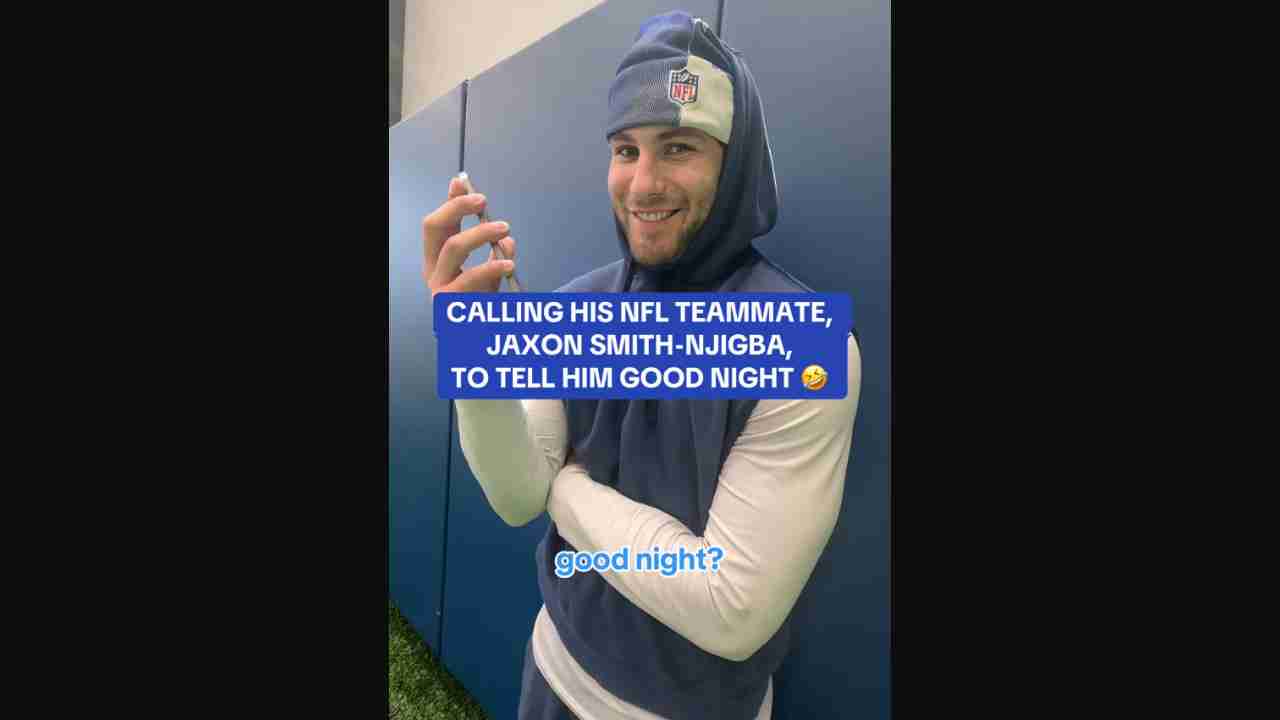 NFL
CALLING HIS NFL TEAMMATE,
JAXON SMITH-NJIGBA,
TO TELL HIM GOOD NIGHT 🤣
good night?